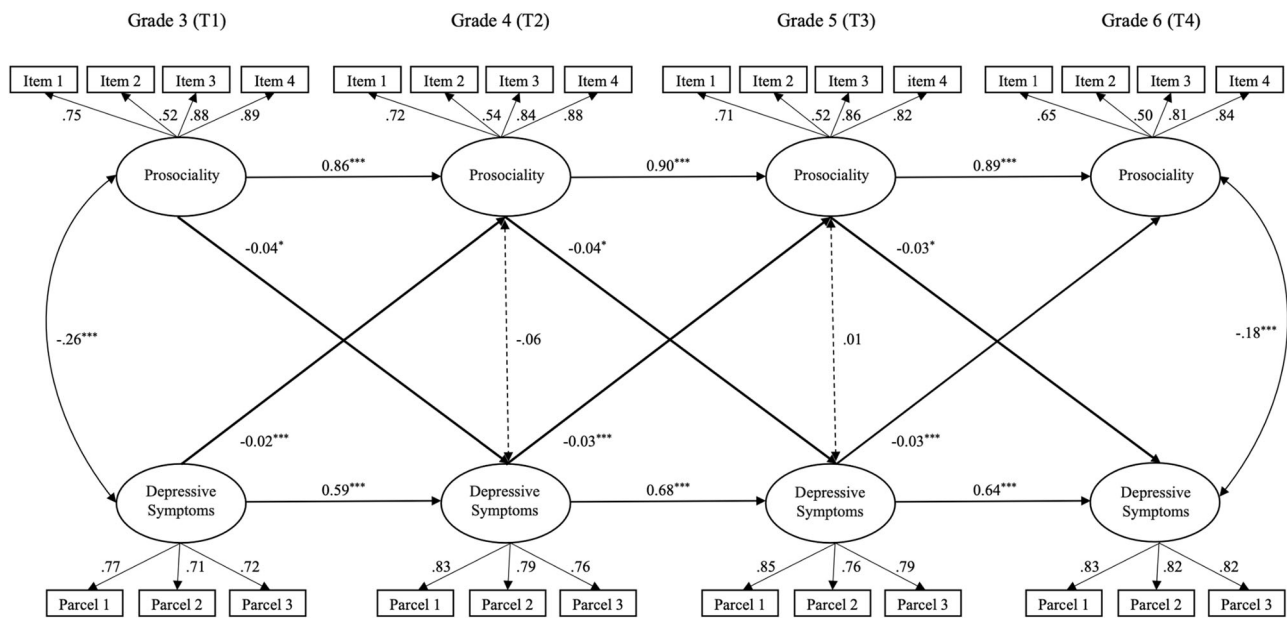 Grade 3 (T1) Grade 4 (T2) Grade 5 (T3) Grade 6 (T4)
Item 1 Item 2 Item 3 Item 4 Item 1 Item 2 Item 3 Item 4 Item 1 Item 2 Item 3 item 4 Item 1 Item 2 Item 3 Item 4
.75 .52 .88 .89 .72 .54 .84 .88 .71 .52 .86 .82 .65 .50 .81 .84
Prosociality 0.86*** Prosociality 0.90*** Prosociality 0.89*** Prosociality
-0.04* -0.04* -0.03*
-.26*** -.06 .01 -.18***
-0.02*** -0.03*** -0.03***
Depressive Symptoms 0.59*** Depressive Symptoms 0.68*** Depressive Symptoms 0.64*** Depressive Symptoms
.77 .71 .72 .83 .79 .76 .85 .76 .79 .83 .82 .82
Parcel 1 Parcel 2 Parcel 3 Parcel 1 Parcel 2 Parcel 3 Parcel 1 Parcel 2 Parcel 3 Parcel 1 Parcel 2 Parcel 3